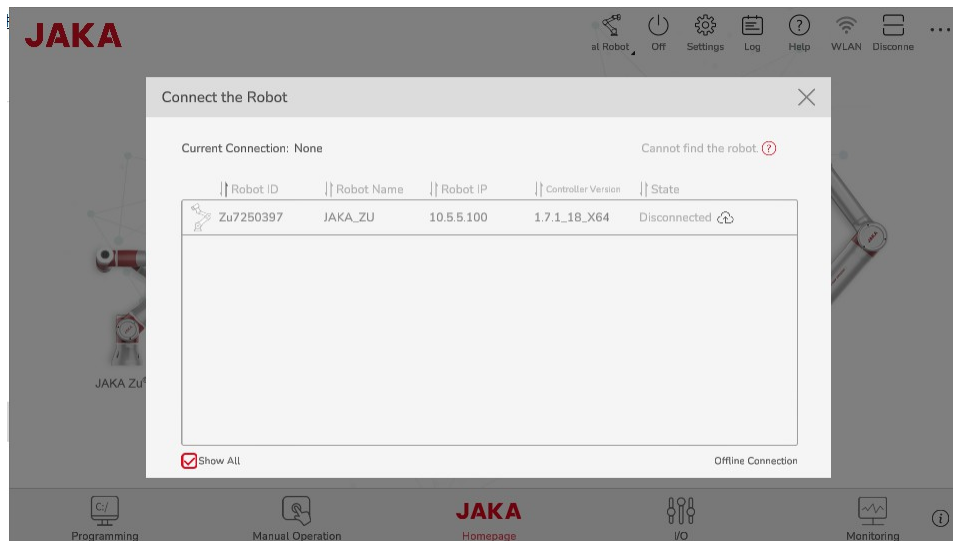 JAKA
al Robot
Off
Settings
Log
Help
WLAN
Disconne
Connect the Robot
Current Connection: None
Cannot find the robot.
Robot ID Robot Name Robot IP Controller Version State
Zu7250397 JAKA_ZU 10.5.5.100 1.7.1_18_X64 Disconnected
JAKA Zu®
Show All
Offline Connection
C:/
JAKA
Programming Manual Operation Homepage I/O Monitoring